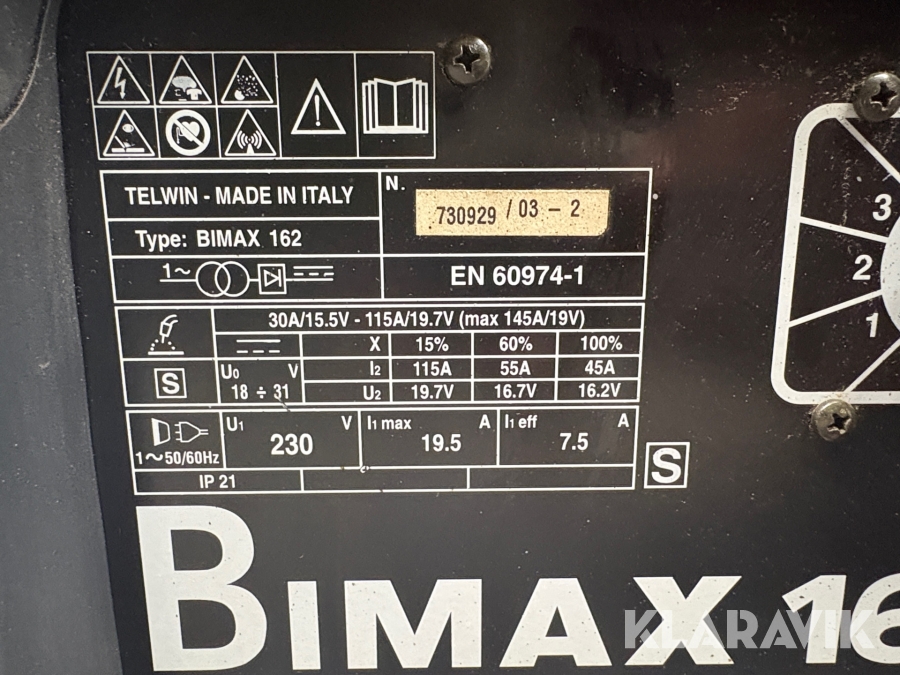 TELWIN - MADE IN ITALY
N.
730929 / 03 - 2
Type: BIMAX 162
1~
EN 60974-1
30A/15.5V - 115A/19.7V (max 145A/19V)
X 15% 60% 100%
S
U0 V
18 ÷ 31
I2 115A 55A 45A
U2 19.7V 16.7V 16.2V
1~50/60Hz
U1 V
230
I1 max A
19.5
I1 eff A
7.5
IP 21
S
3
2
1
BIMAX 16
KLARAVIK